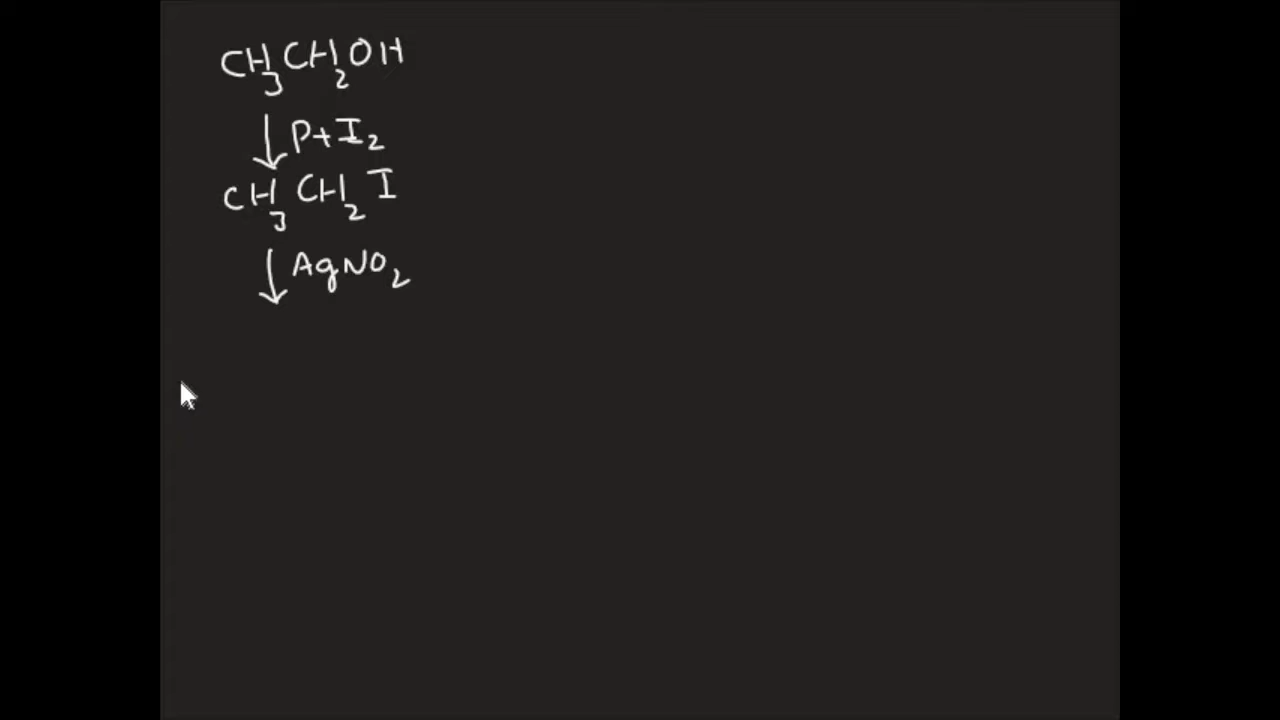 CH3CH2OH
↓ P+I2
CH3CH2I
↓ AgNO2